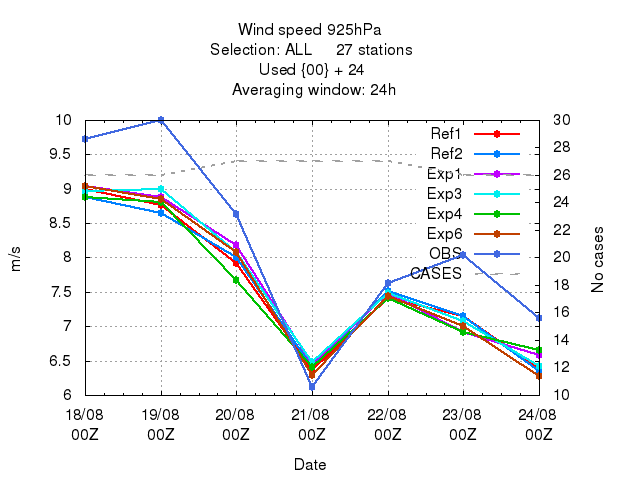 Wind speed 925hPa
Selection: ALL 27 stations
Used {00} + 24
Averaging window: 24h
10 30
9.5 28
9 26
8.5 24
8 22
7.5 20
7 18
6.5 16
6 14
12
10
Ref1
Ref2
Exp1
Exp3
Exp4
Exp6
OBS
CASES
m/s
No cases
18/08 19/08 20/08 21/08 22/08 23/08 24/08
00Z 00Z 00Z 00Z 00Z 00Z 00Z
Date